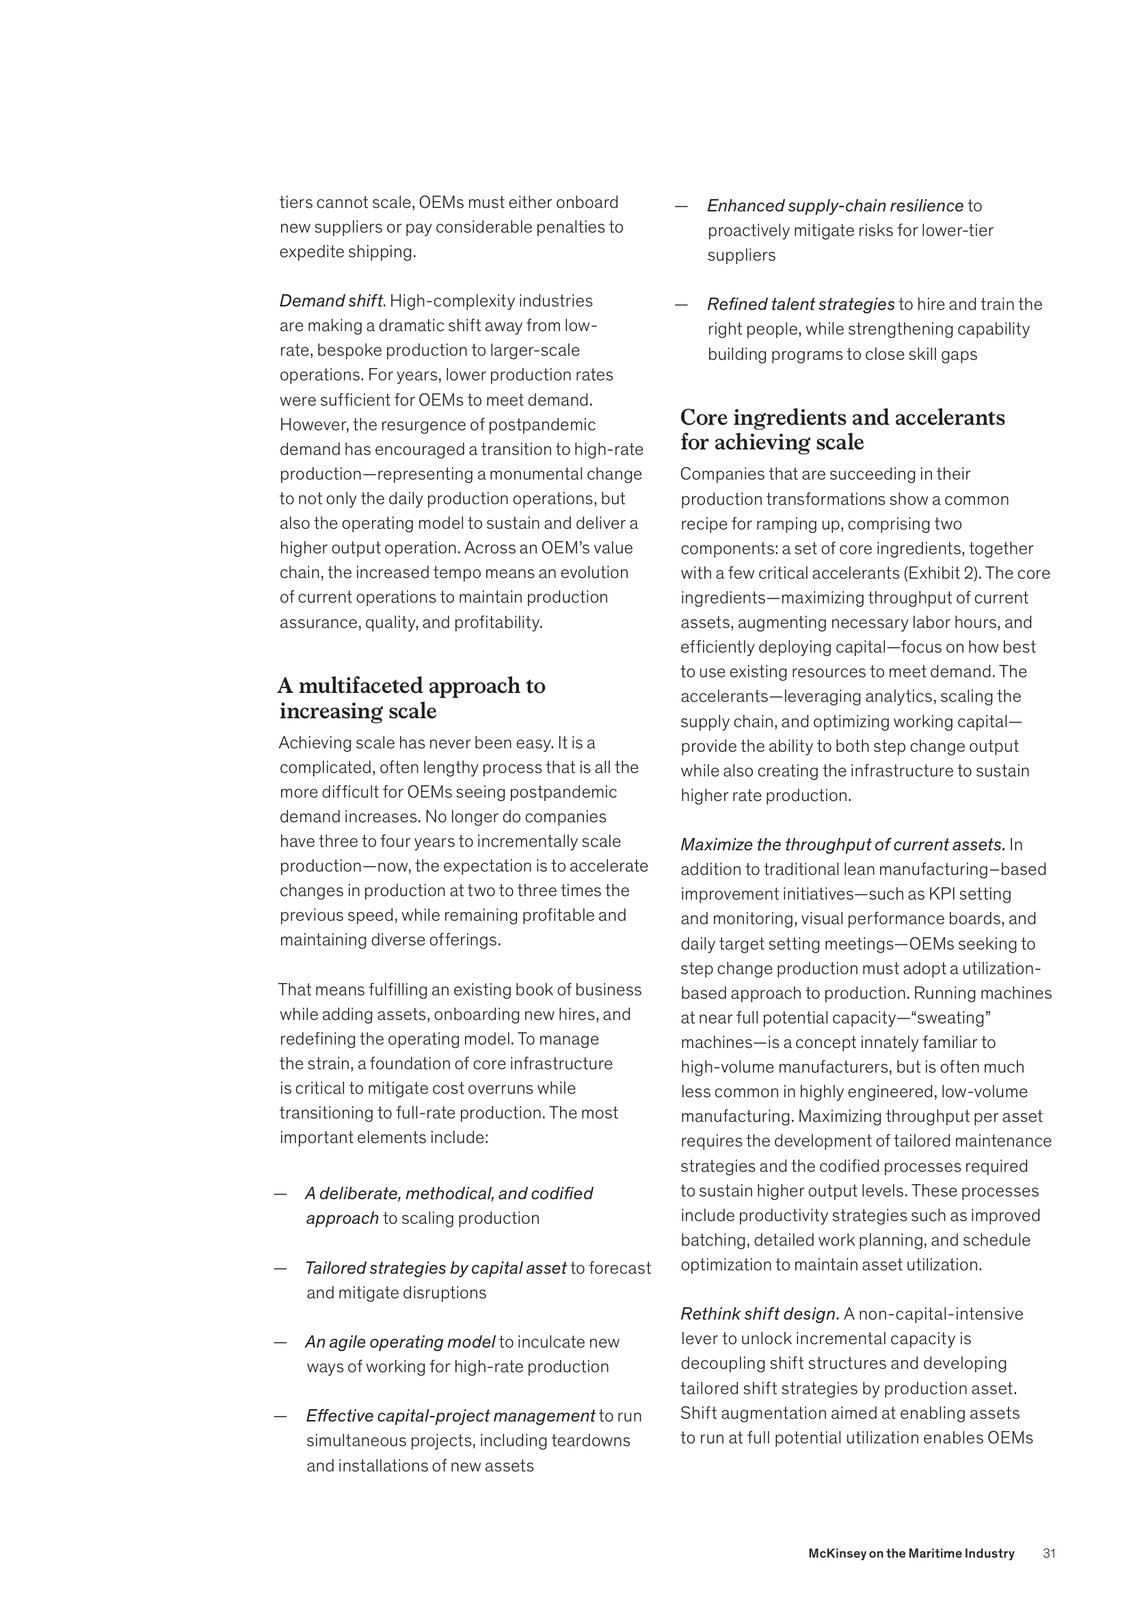 tiers cannot scale, OEMs must either onboard
new suppliers or pay considerable penalties to
expedite shipping.
Demand shift. High-complexity industries
are making a dramatic shift away from low-
rate, bespoke production to larger-scale
operations. For years, lower production rates
were sufficient for OEMs to meet demand.
However, the resurgence of postpandemic
demand has encouraged a transition to high-rate
production—representing a monumental change
to not only the daily production operations, but
also the operating model to sustain and deliver a
higher output operation. Across an OEM’s value
chain, the increased tempo means an evolution
of current operations to maintain production
assurance, quality, and profitability.
A multifaceted approach to
increasing scale
Achieving scale has never been easy. It is a
complicated, often lengthy process that is all the
more difficult for OEMs seeing postpandemic
demand increases. No longer do companies
have three to four years to incrementally scale
production—now, the expectation is to accelerate
changes in production at two to three times the
previous speed, while remaining profitable and
maintaining diverse offerings.
That means fulfilling an existing book of business
while adding assets, onboarding new hires, and
redefining the operating model. To manage
the strain, a foundation of core infrastructure
is critical to mitigate cost overruns while
transitioning to full-rate production. The most
important elements include:
— A deliberate, methodical, and codified
approach to scaling production
— Tailored strategies by capital asset to forecast
and mitigate disruptions
— An agile operating model to inculcate new
ways of working for high-rate production
— Effective capital-project management to run
simultaneous projects, including teardowns
and installations of new assets
— Enhanced supply-chain resilience to
proactively mitigate risks for lower-tier
suppliers
— Refined talent strategies to hire and train the
right people, while strengthening capability
building programs to close skill gaps
Core ingredients and accelerants
for achieving scale
Companies that are succeeding in their
production transformations show a common
recipe for ramping up, comprising two
components: a set of core ingredients, together
with a few critical accelerants (Exhibit 2). The core
ingredients—maximizing throughput of current
assets, augmenting necessary labor hours, and
efficiently deploying capital—focus on how best
to use existing resources to meet demand. The
accelerants—leveraging analytics, scaling the
supply chain, and optimizing working capital—
provide the ability to both step change output
while also creating the infrastructure to sustain
higher rate production.
Maximize the throughput of current assets. In
addition to traditional lean manufacturing–based
improvement initiatives—such as KPI setting
and monitoring, visual performance boards, and
daily target setting meetings—OEMs seeking to
step change production must adopt a utilization-
based approach to production. Running machines
at near full potential capacity—“sweating”
machines—is a concept innately familiar to
high-volume manufacturers, but is often much
less common in highly engineered, low-volume
manufacturing. Maximizing throughput per asset
requires the development of tailored maintenance
strategies and the codified processes required
to sustain higher output levels. These processes
include productivity strategies such as improved
batching, detailed work planning, and schedule
optimization to maintain asset utilization.
Rethink shift design. A non-capital-intensive
lever to unlock incremental capacity is
decoupling shift structures and developing
tailored shift strategies by production asset.
Shift augmentation aimed at enabling assets
to run at full potential utilization enables OEMs
McKinsey on the Maritime Industry 31